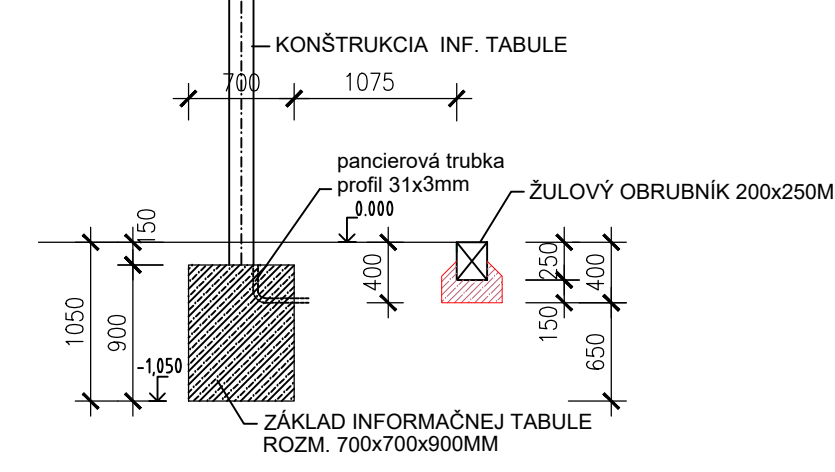 KONŠTRUKCIA INF. TABULE
700
1075
pancierová trubka
profil 31x3mm
ŽULOVÝ OBRUBNÍK 200x250M
0.000
150
400
250
400
1050
900
150
650
-1,050
ZÁKLAD INFORMAČNEJ TABULE
ROZM. 700x700x900MM